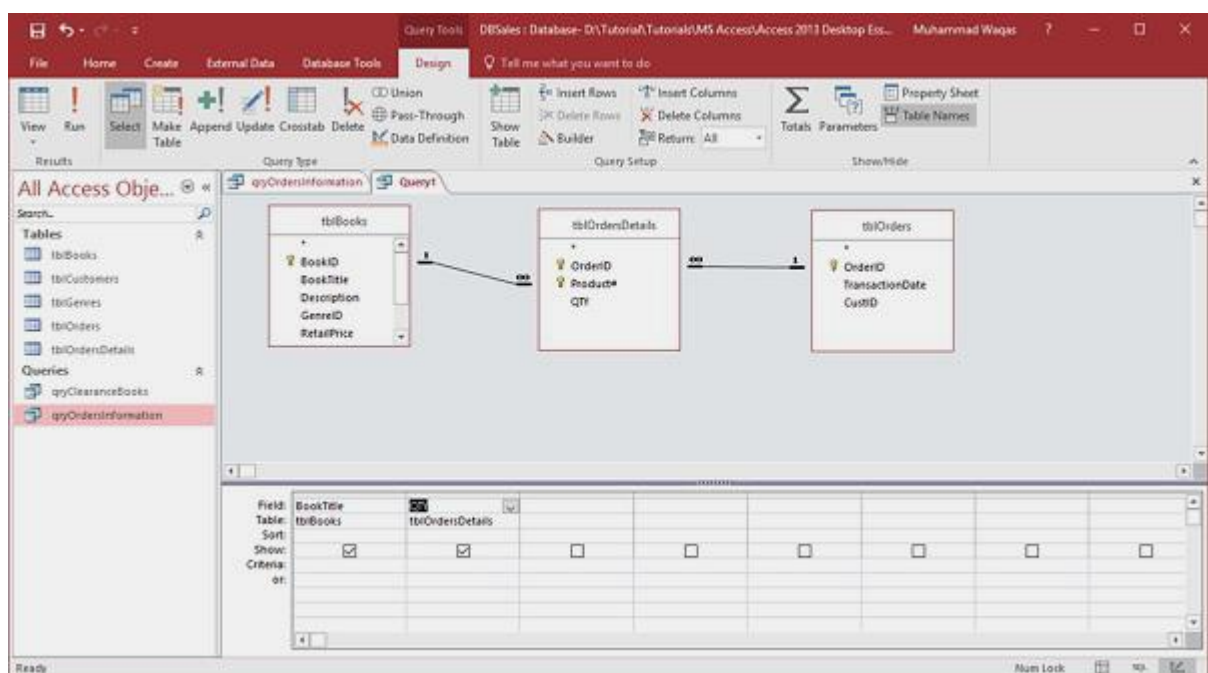 Query Tools DBSales : Database- D:\Tutorial\Tutorials\MS Access\Access 2013 Desktop Ess... Muhammad Waqas ?
File Home Create External Data Database Tools Design Tell me what you want to do
View Run Select Make Table Append Update Crosstab Delete
Union
Pass-Through
Data Definition
Show Table
Insert Rows
Delete Rows
Builder
Insert Columns
Delete Columns
Return: All
Totals Parameters
Property Sheet
Table Names
Results Query Type Query Setup Show/Hide
All Access Obje...
qryOrdersInformation Query1
Search...
Tables
tblBooks
tblCustomers
tblGenres
tblOrders
tblOrdersDetails
Queries
qryClearanceBooks
qryOrdersInformation
tblBooks
*
BookID
BookTitle
Description
GenreID
RetailPrice
1 ∞
tblOrdersDetails
*
OrderID
Product#
QTY
∞ 1
tblOrders
*
OrderID
TransactionDate
CustID
Field: BookTitle QTY
Table: tblBooks tblOrdersDetails
Sort:
Show:
Criteria:
or:
Ready Num Lock SQL